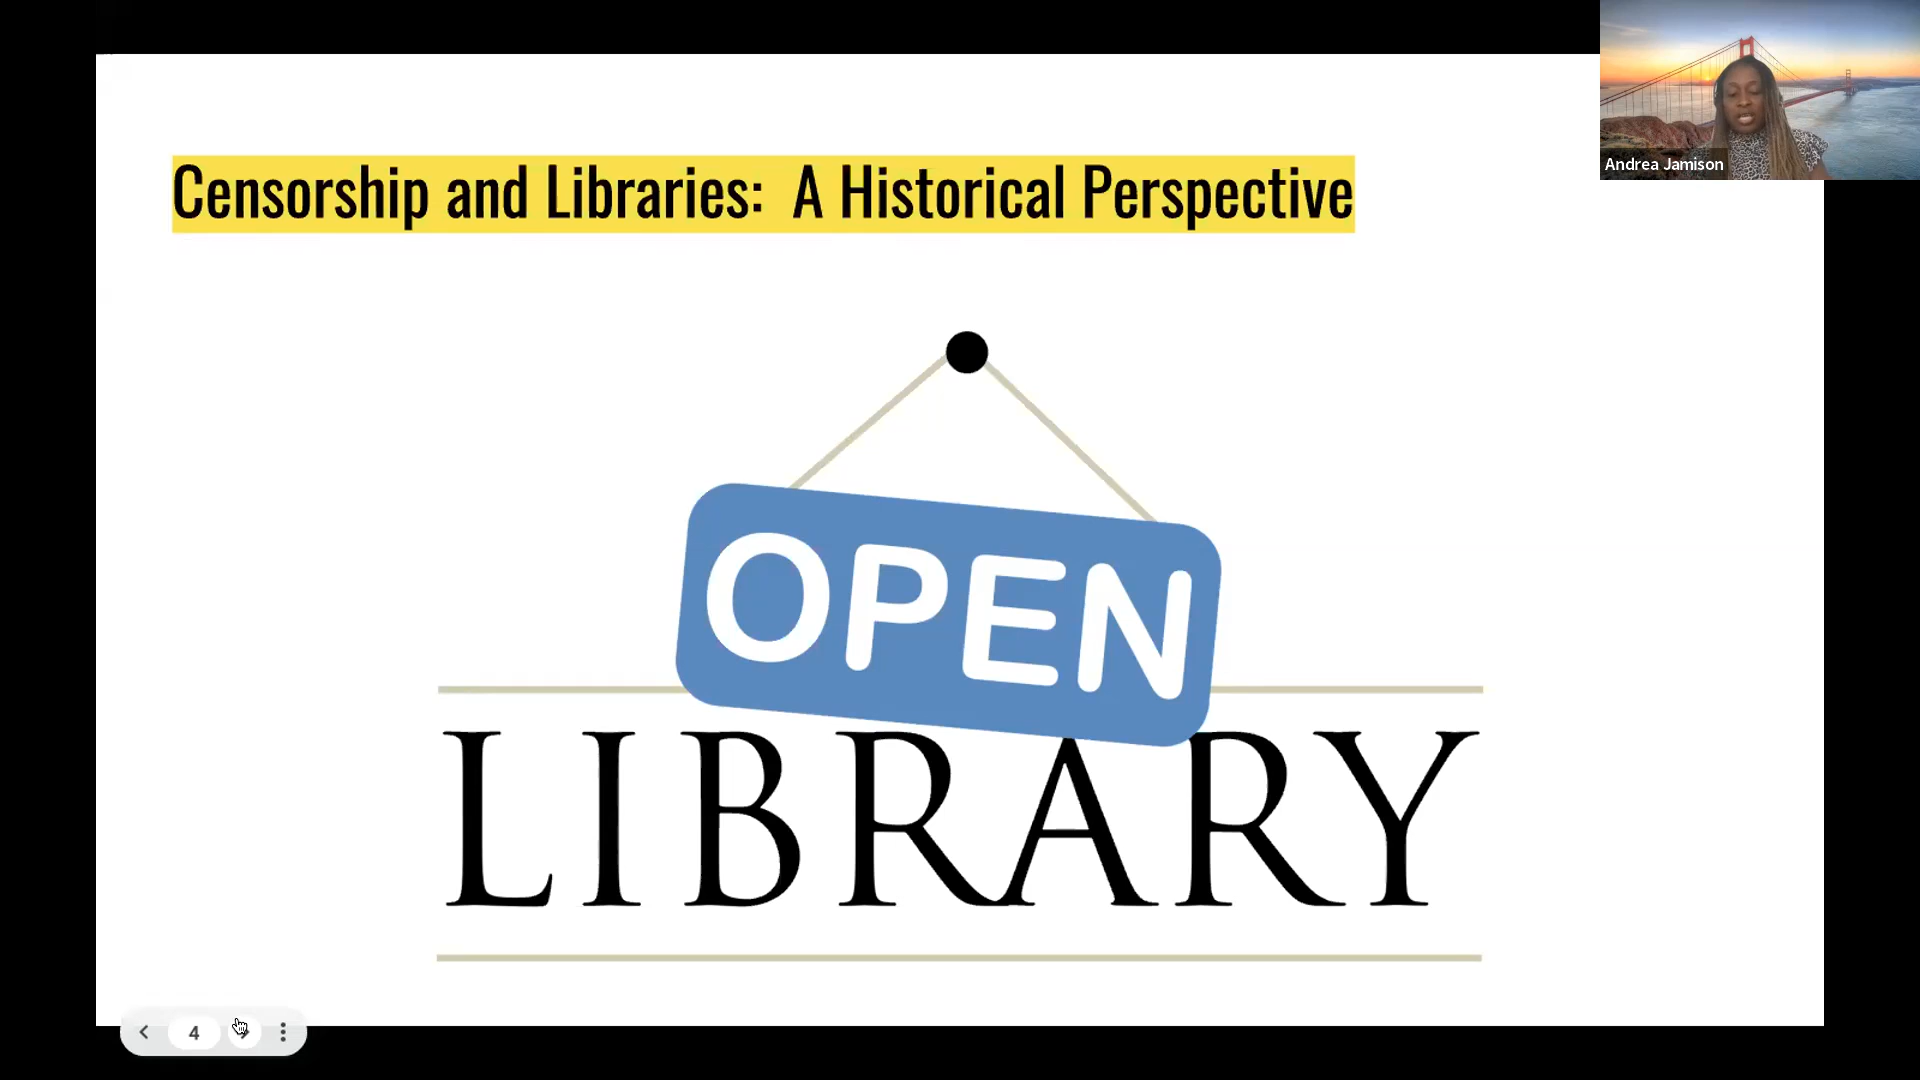 Censorship and Libraries:  A Historical Perspective
Andrea Jamison
OPEN
LIBRARY
4